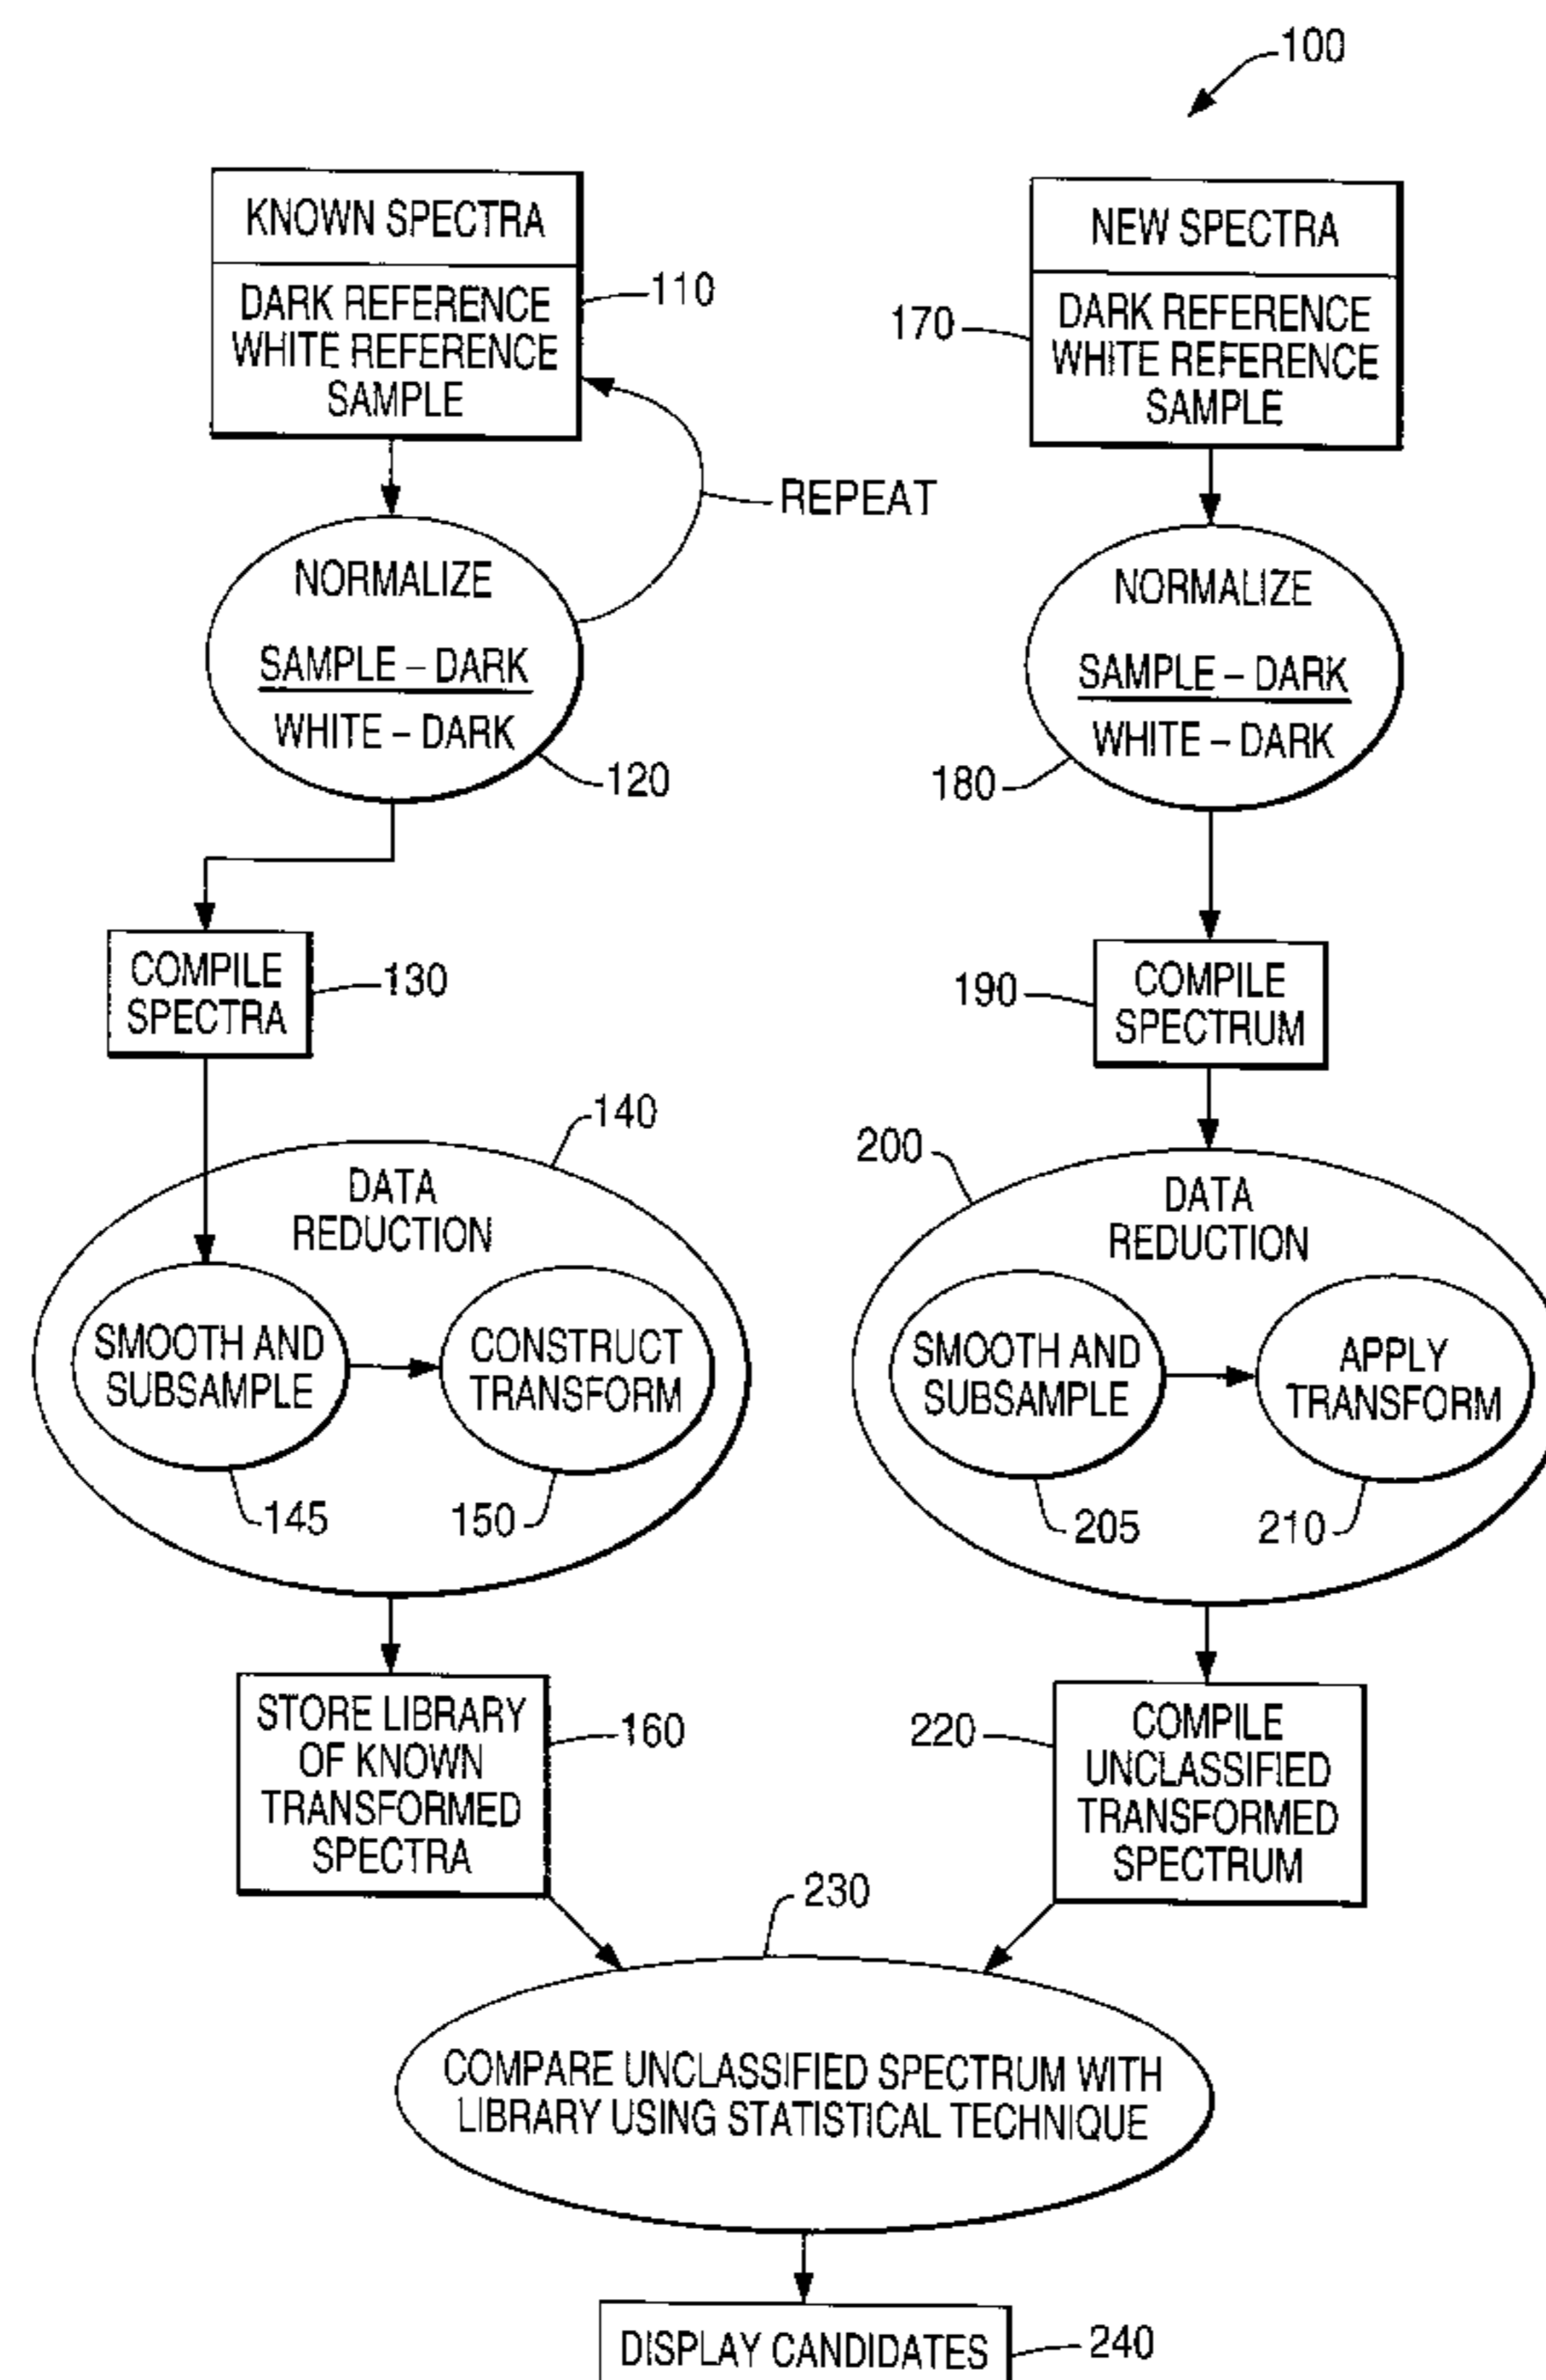 100
KNOWN SPECTRA
DARK REFERENCE
WHITE REFERENCE
SAMPLE
110
REPEAT
NORMALIZE
SAMPLE – DARK
WHITE – DARK
120
COMPILE
SPECTRA
130
140
DATA
REDUCTION
SMOOTH AND
SUBSAMPLE
CONSTRUCT
TRANSFORM
145
150
STORE LIBRARY
OF KNOWN
TRANSFORMED
SPECTRA
160
NEW SPECTRA
DARK REFERENCE
WHITE REFERENCE
SAMPLE
170
NORMALIZE
SAMPLE – DARK
WHITE – DARK
180
COMPILE
SPECTRUM
190
200
DATA
REDUCTION
SMOOTH AND
SUBSAMPLE
APPLY
TRANSFORM
205
210
COMPILE
UNCLASSIFIED
TRANSFORMED
SPECTRUM
220
230
COMPARE UNCLASSIFIED SPECTRUM WITH
LIBRARY USING STATISTICAL TECHNIQUE
DISPLAY CANDIDATES
240